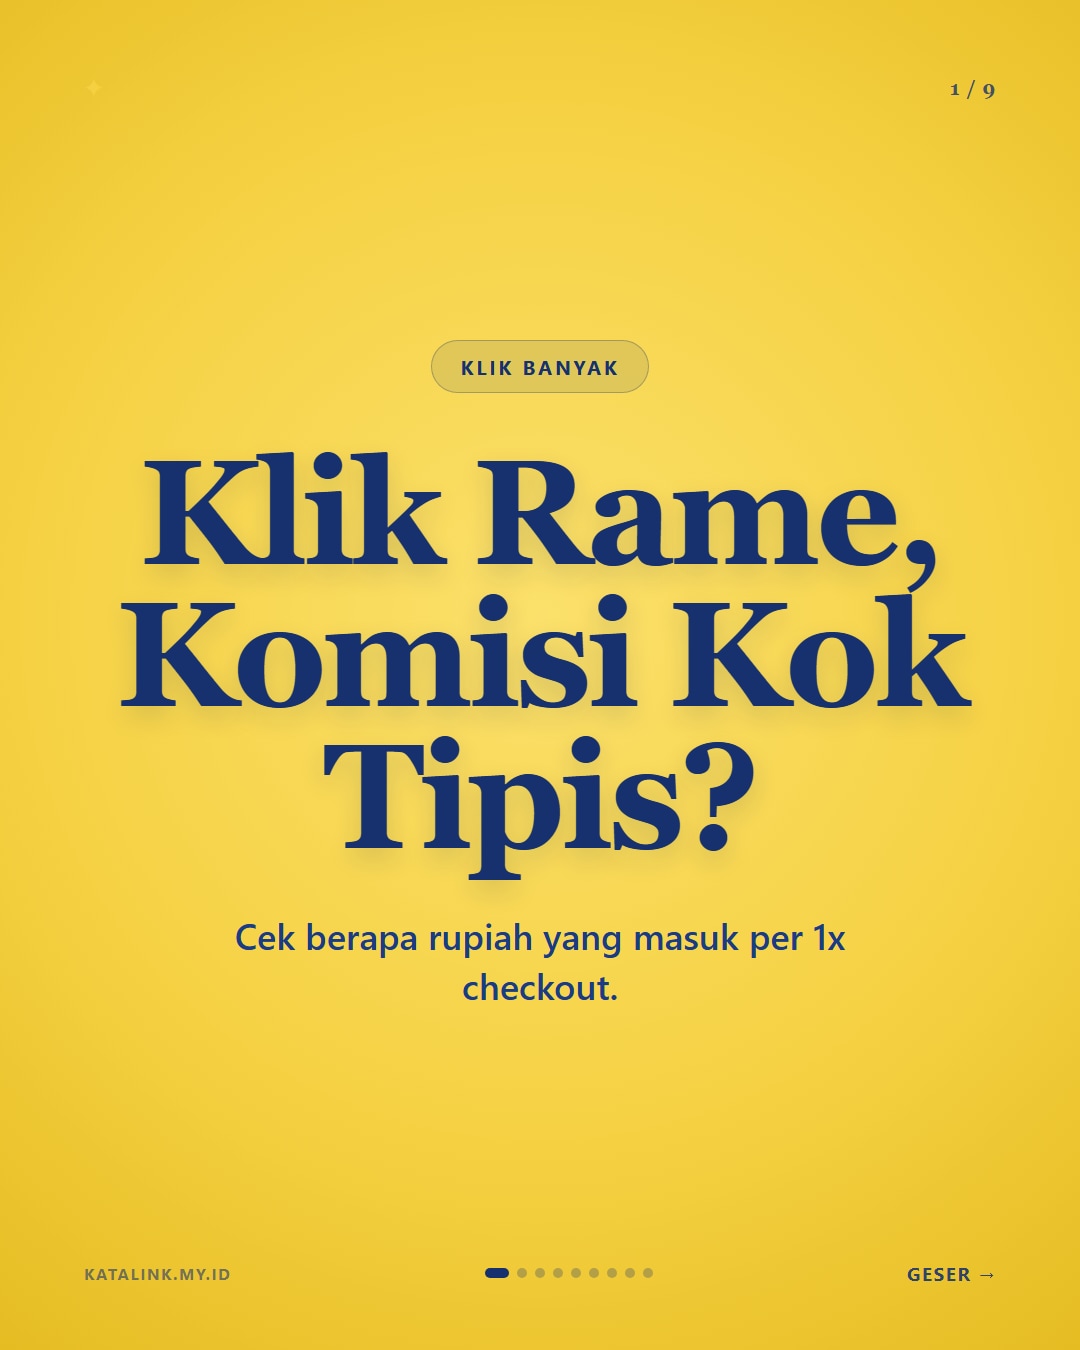 1 / 9
KLIK BANYAK
Klik Rame,
Komisi Kok
Tipis?
Cek berapa rupiah yang masuk per 1x
checkout.
KATALINK.MY.ID
GESER →